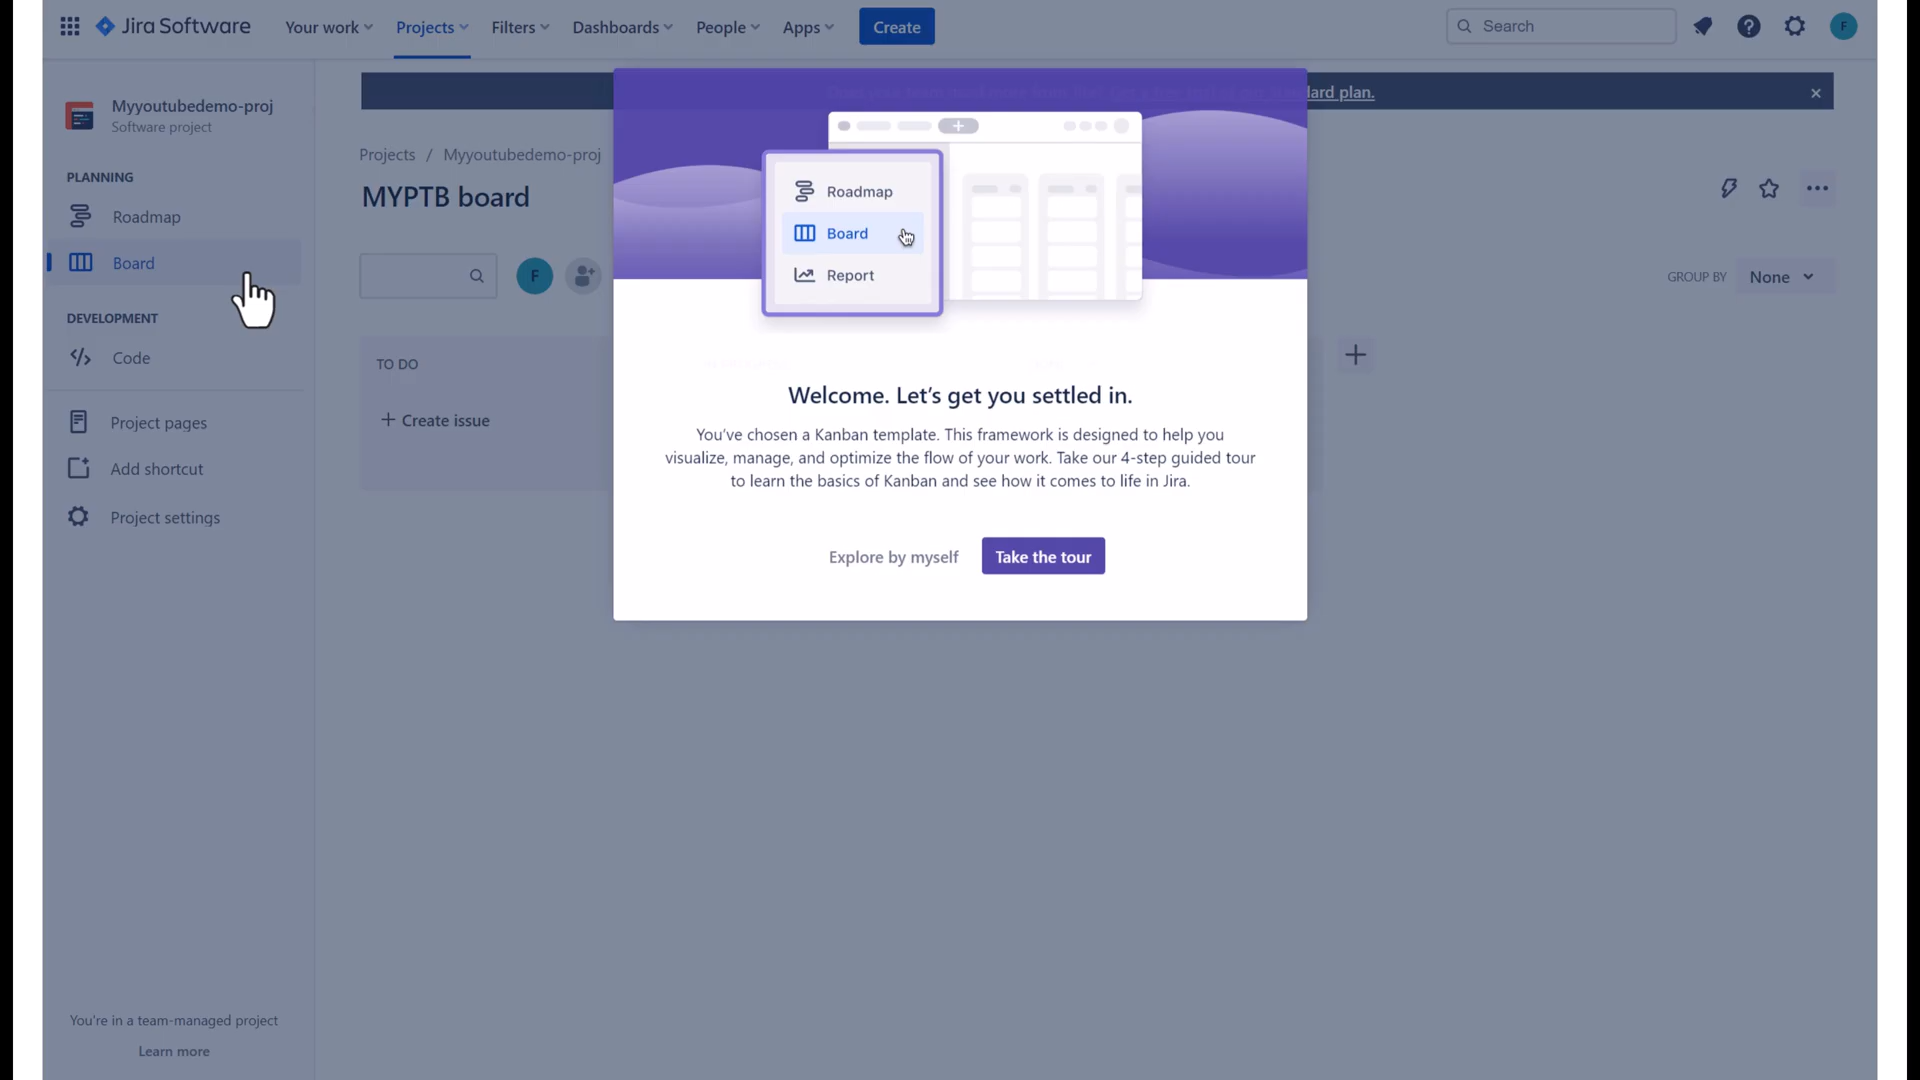 Jira Software
Your work
Projects
Filters
Dashboards
People
Apps
Create
Search
F
Myyoutubedemo-proj
Software project
PLANNING
Roadmap
Board
DEVELOPMENT
Code
Project pages
Add shortcut
Project settings
You're in a team-managed project
Learn more
dard plan.
Projects / Myyoutubedemo-proj
MYPTB board
F
GROUP BY
None
TO DO
+ Create issue
Roadmap
Board
Report
Welcome. Let's get you settled in.
You've chosen a Kanban template. This framework is designed to help you
visualize, manage, and optimize the flow of your work. Take our 4-step guided tour
to learn the basics of Kanban and see how it comes to life in Jira.
Explore by myself
Take the tour